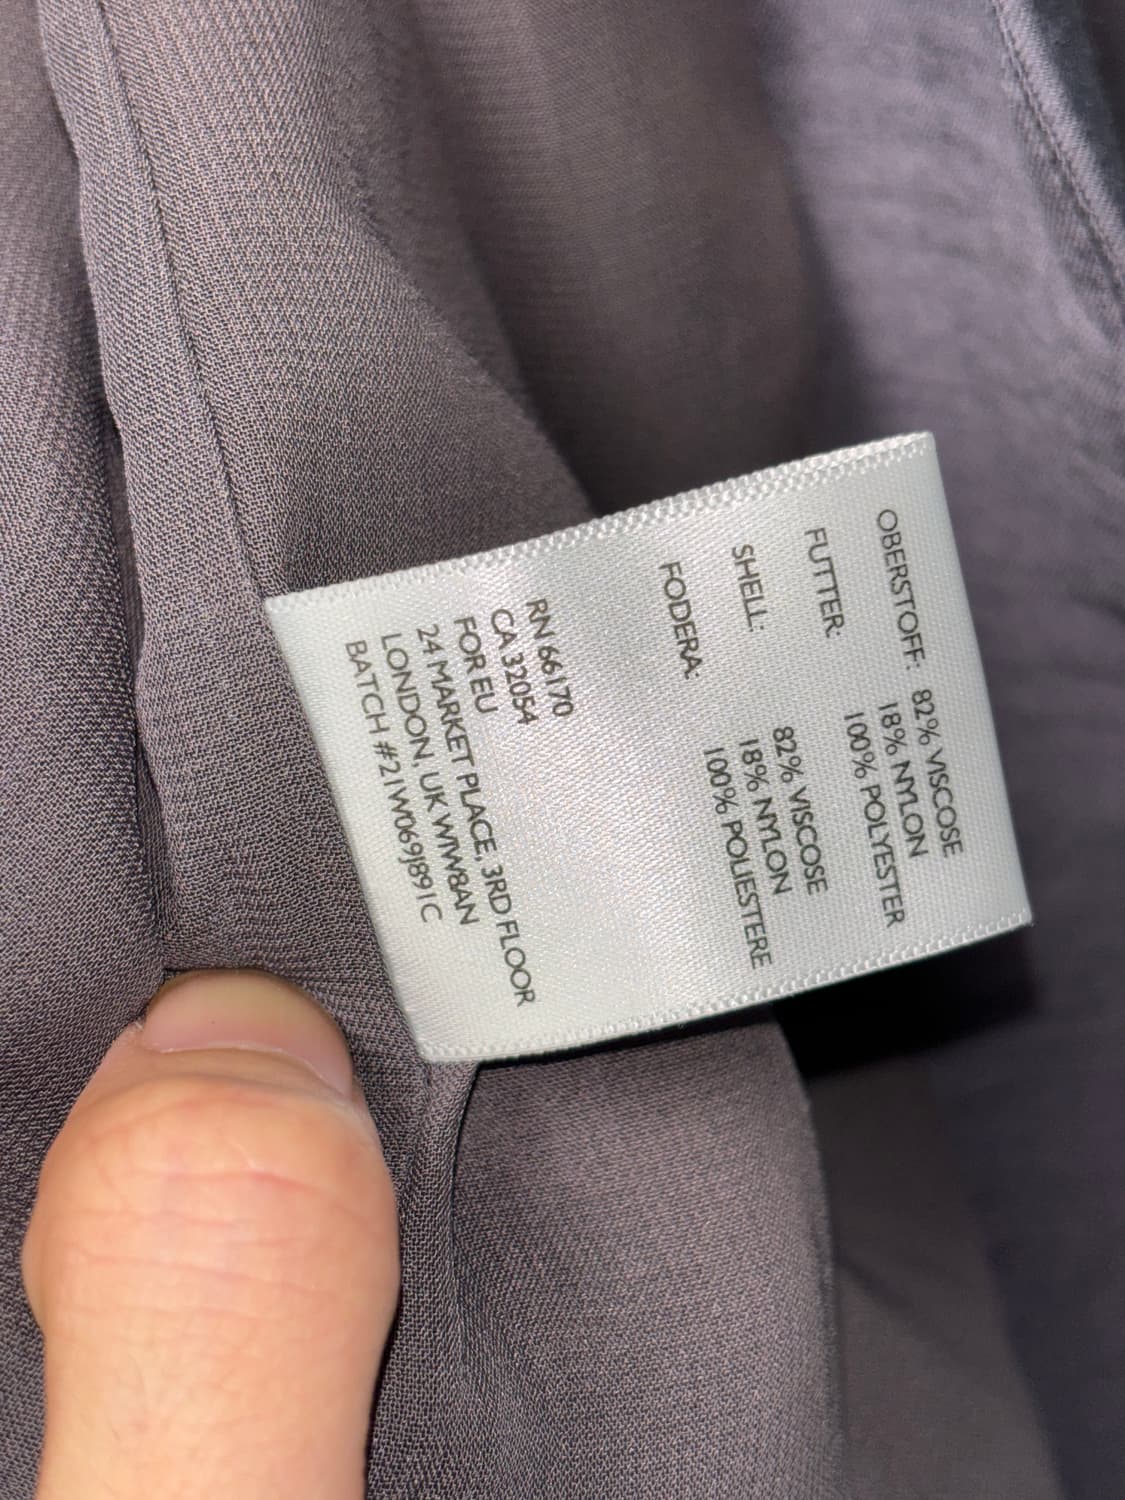 OBERSTOFF: 82% VISCOSE
18% NYLON
FUTTER: 100% POLYESTER
SHELL: 82% VISCOSE
18% NYLON
FODERA: 100% POLIESTERE
RN 66170
CA 32054
FOR EU
24 MARKET PLACE, 3RD FLOOR
LONDON, UK WW8AN
BATCH #21W069J891C